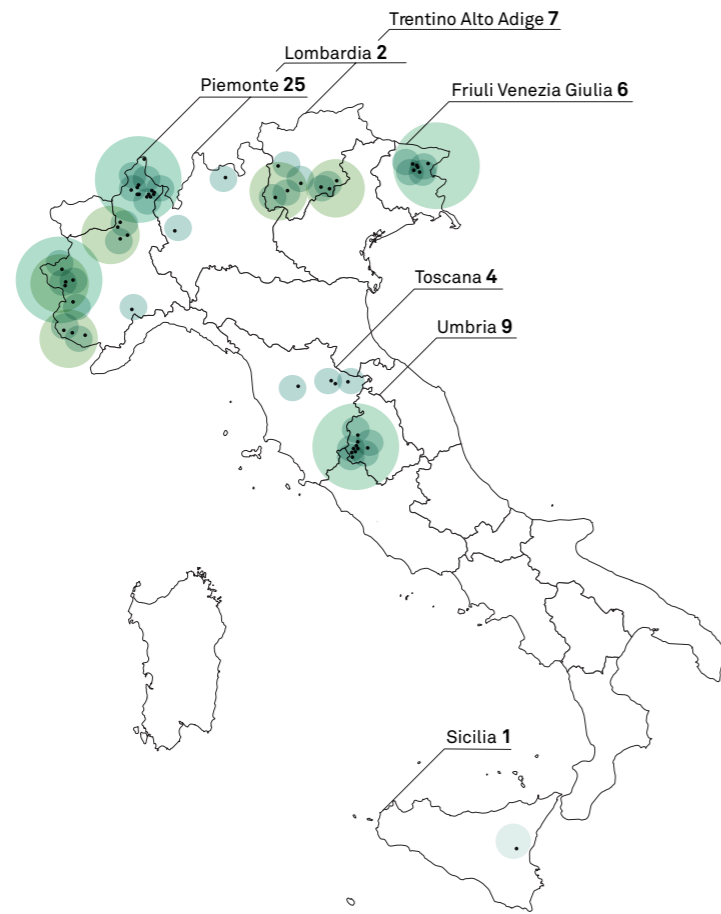 Trentino Alto Adige 7
Lombardia 2
Piemonte 25
Friuli Venezia Giulia 6
Toscana 4
Umbria 9
Sicilia 1